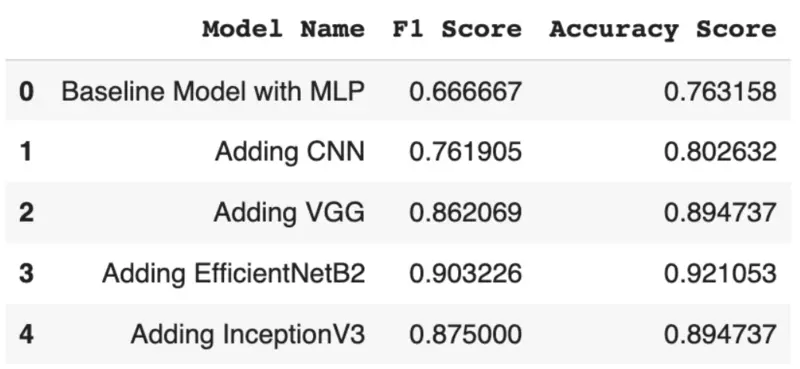 Model Name F1 Score Accuracy Score
0 Baseline Model with MLP 0.666667 0.763158
1 Adding CNN 0.761905 0.802632
2 Adding VGG 0.862069 0.894737
3 Adding EfficientNetB2 0.903226 0.921053
4 Adding InceptionV3 0.875000 0.894737